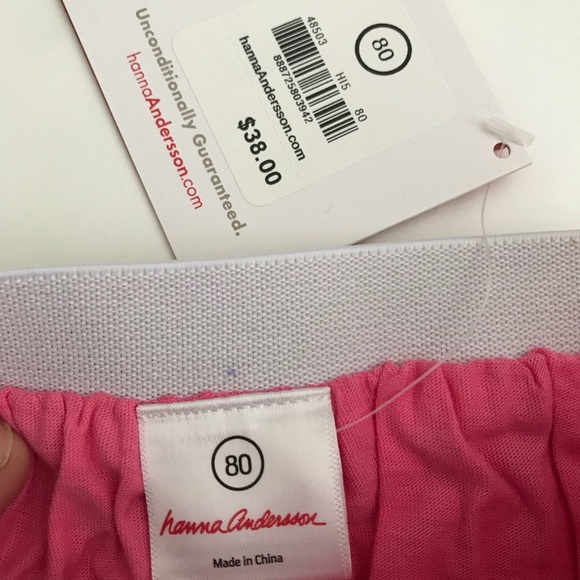 Unconditionally Guaranteed.
hannaAndersson.com
48503
HI5
80
888725803942
hannaAndersson.com
$38.00
80
80
hanna Andersson
Made in China